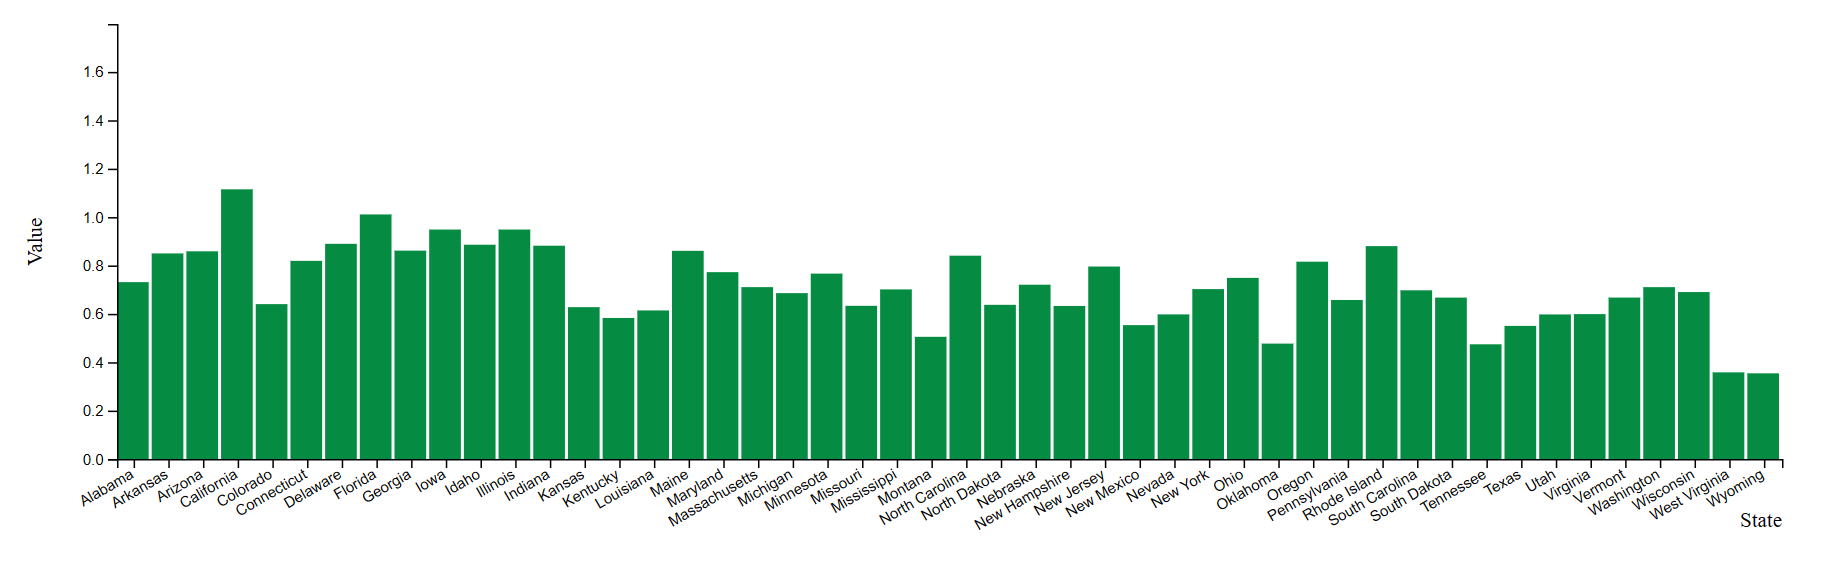 Value
1.6
1.4
1.2
1.0
0.8
0.6
0.4
0.2
0.0
Alabama
Arkansas
Arizona
California
Colorado
Connecticut
Delaware
Florida
Georgia
Iowa
Idaho
Illinois
Indiana
Kansas
Kentucky
Louisiana
Maine
Maryland
Massachusetts
Michigan
Minnesota
Missouri
Mississippi
Montana
North Carolina
North Dakota
Nebraska
New Hampshire
New Jersey
New Mexico
Nevada
New York
Ohio
Oklahoma
Oregon
Pennsylvania
Rhode Island
South Carolina
South Dakota
Tennessee
Texas
Utah
Virginia
Vermont
Washington
Wisconsin
West Virginia
Wyoming
State